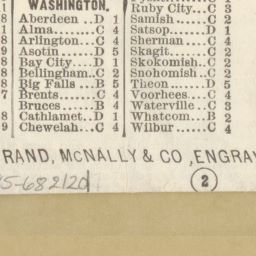 WASHINGTON.
Aberdeen..D 1
Alma.......C 4
Arlington..C 4
Asotin.....D 5
Bay City....D 1
Bellingham..C 2
Big Falls ..B 5
Brents......C 4
Bruces......B 4
Cathlamet..D 1
Chewelah...C 4
Ruby City...C 3
Samish.....C 2
Satsop......D 1
Sherman....C 4
Skagit......C 2
Skokomish..C 2
Snohomish..C 2
Theon......D 5
Voorhees....C 4
Waterville..C 3
Whatcom...B 2
Wilbur.....C 4
RAND, McNALLY & CO., ENGRA
5-682120
2